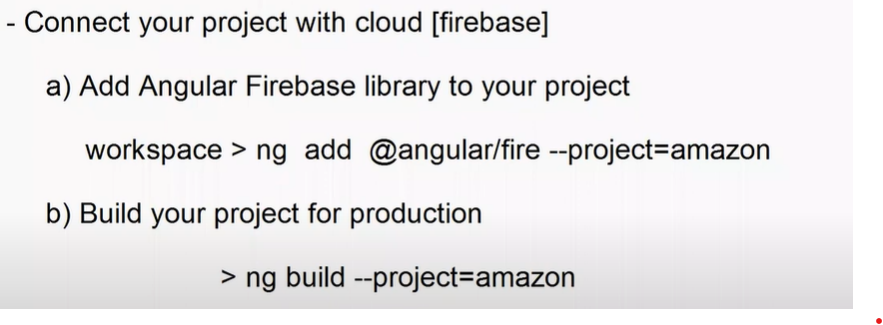 - Connect your project with cloud [firebase]
a) Add Angular Firebase library to your project
workspace > ng add @angular/fire --project=amazon
b) Build your project for production
> ng build --project=amazon